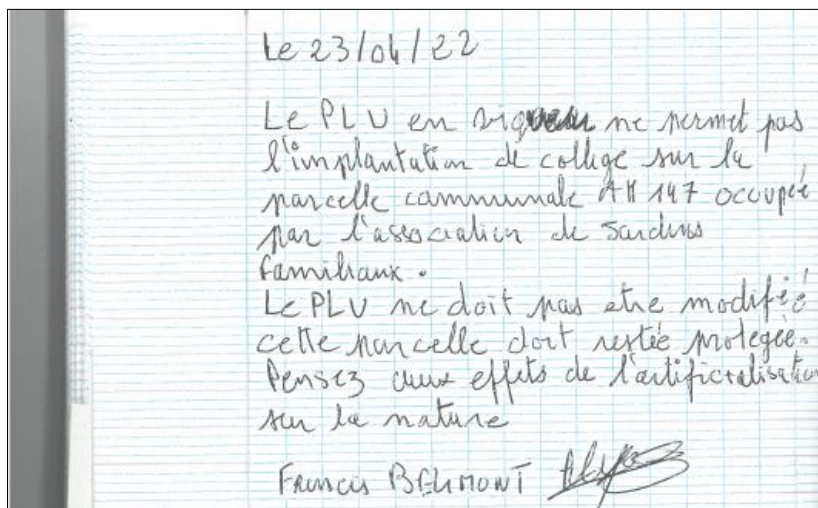 Le 23/04/22
Le PLU en vigueur ne permet pas
l'implantation de collège sur la
parcelle communale AH 147 occupée
par l'association de Jardins
familiaux.
Le PLU ne doit pas etre modifié
cette parcelle doit restée protegée.
Pensez aux effets de l'artificialisation
sur la nature
Francis BELMONT